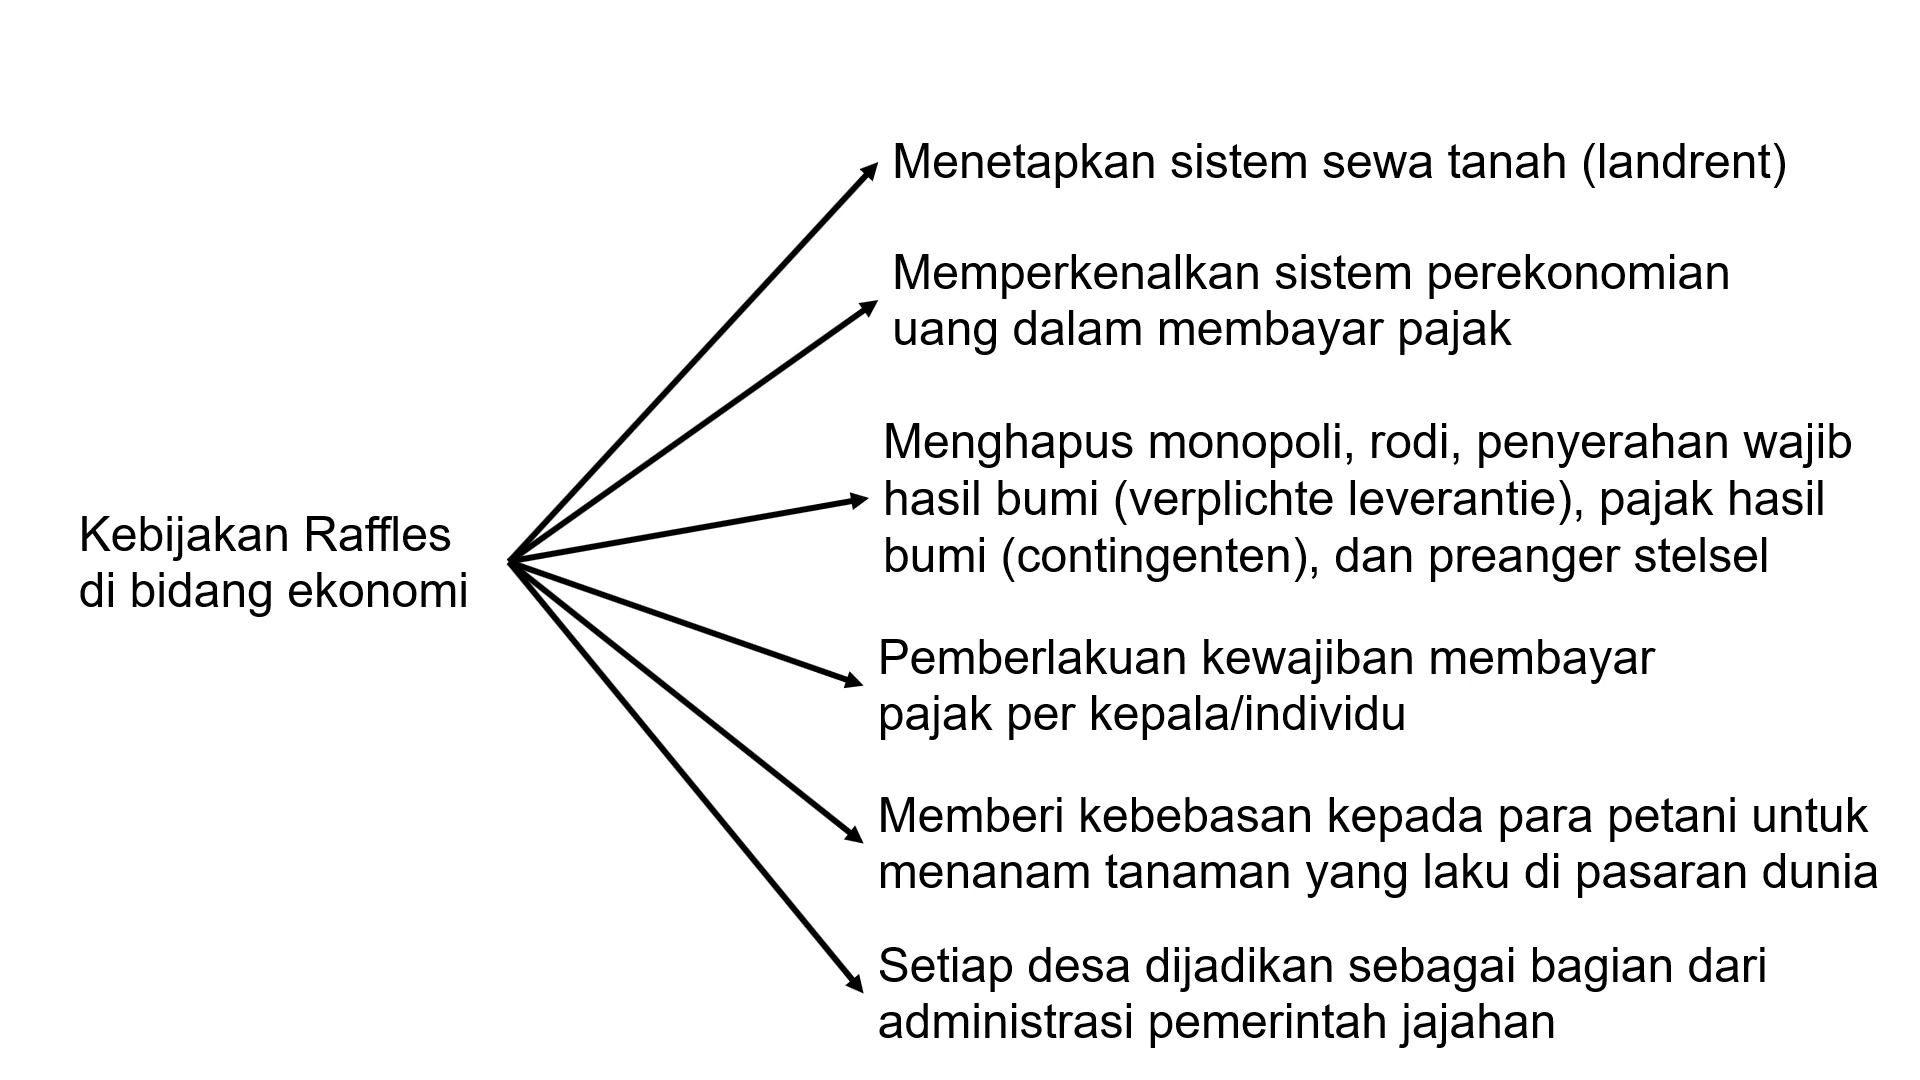 Kebijakan Raffles
di bidang ekonomi
Menetapkan sistem sewa tanah (landrent)
Memperkenalkan sistem perekonomian
uang dalam membayar pajak
Menghapus monopoli, rodi, penyerahan wajib
hasil bumi (verplichte leverantie), pajak hasil
bumi (contingenten), dan preanger stelsel
Pemberlakuan kewajiban membayar
pajak per kepala/individu
Memberi kebebasan kepada para petani untuk
menanam tanaman yang laku di pasaran dunia
Setiap desa dijadikan sebagai bagian dari
administrasi pemerintah jajahan